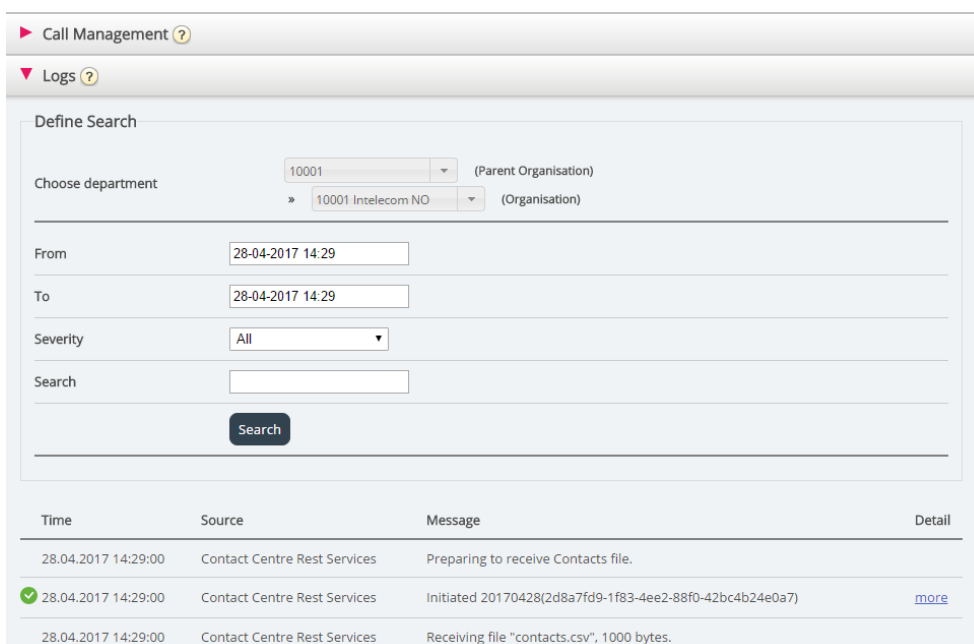 Call Management ?
Logs ?
Define Search
Choose department
10001 (Parent Organisation)
» 10001 Intelecom NO (Organisation)
From 28-04-2017 14:29
To 28-04-2017 14:29
Severity All
Search
Search
Time Source Message Detail
28.04.2017 14:29:00 Contact Centre Rest Services Preparing to receive Contacts file.
28.04.2017 14:29:00 Contact Centre Rest Services Initiated 20170428(2d8a7fd9-1f83-4ee2-88f0-42bc4b24e0a7) more
28.04.2017 14:29:00 Contact Centre Rest Services Receiving file "contacts.csv", 1000 bytes.